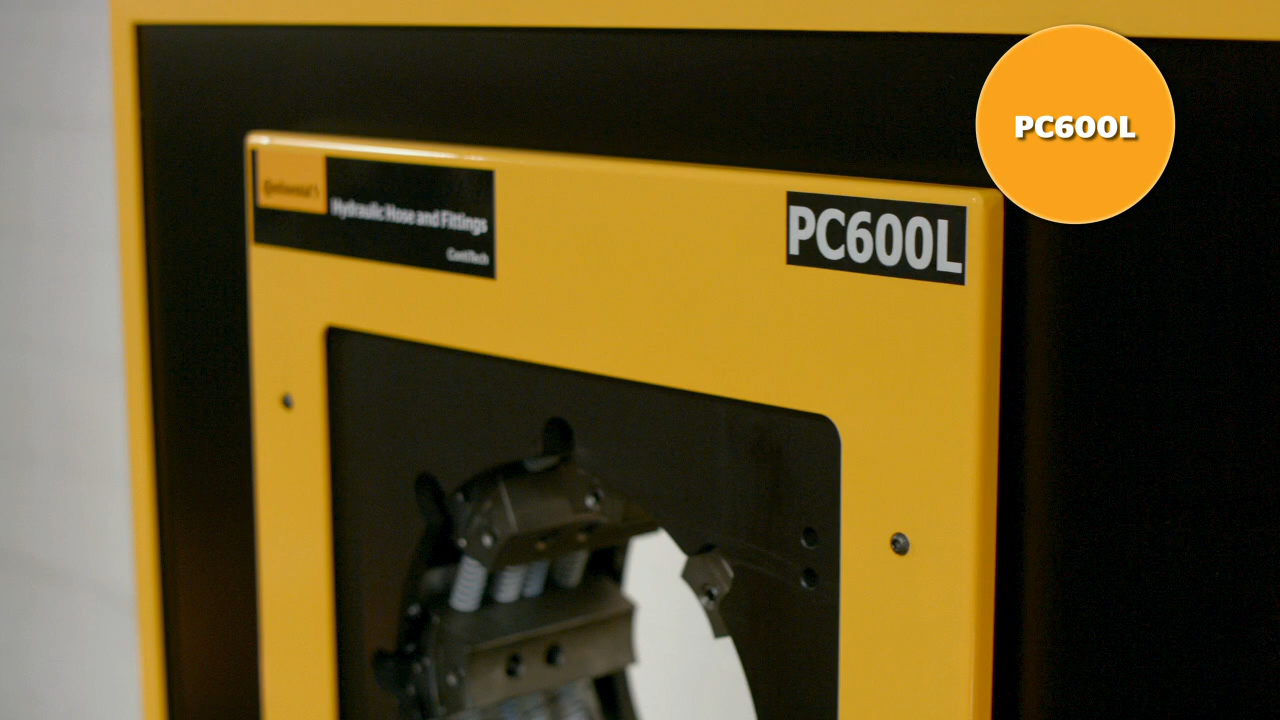 PC600L
Continental
Hydraulic Hose and Fittings
ContiTech
PC600L